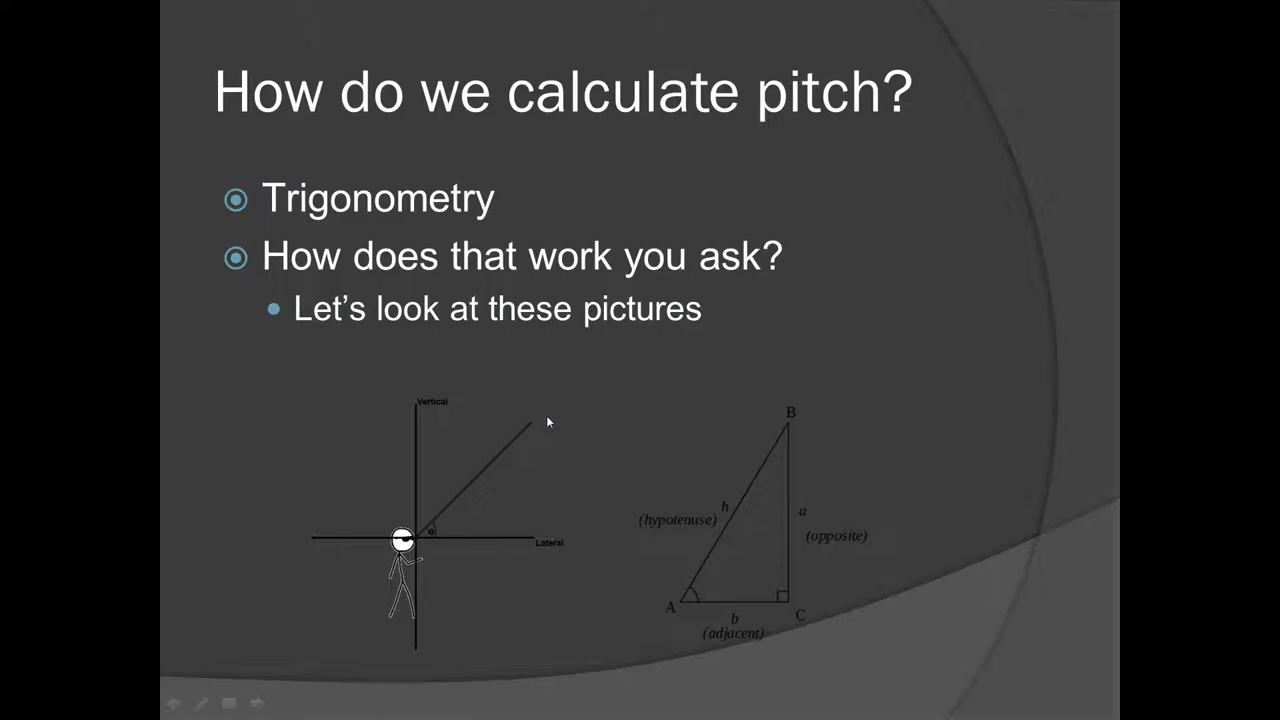 How do we calculate pitch?
Trigonometry
How does that work you ask?
Let's look at these pictures
Vertical
Θ
Lateral
B
h
(hypotenuse)
a
(opposite)
A
b
(adjacent)
C